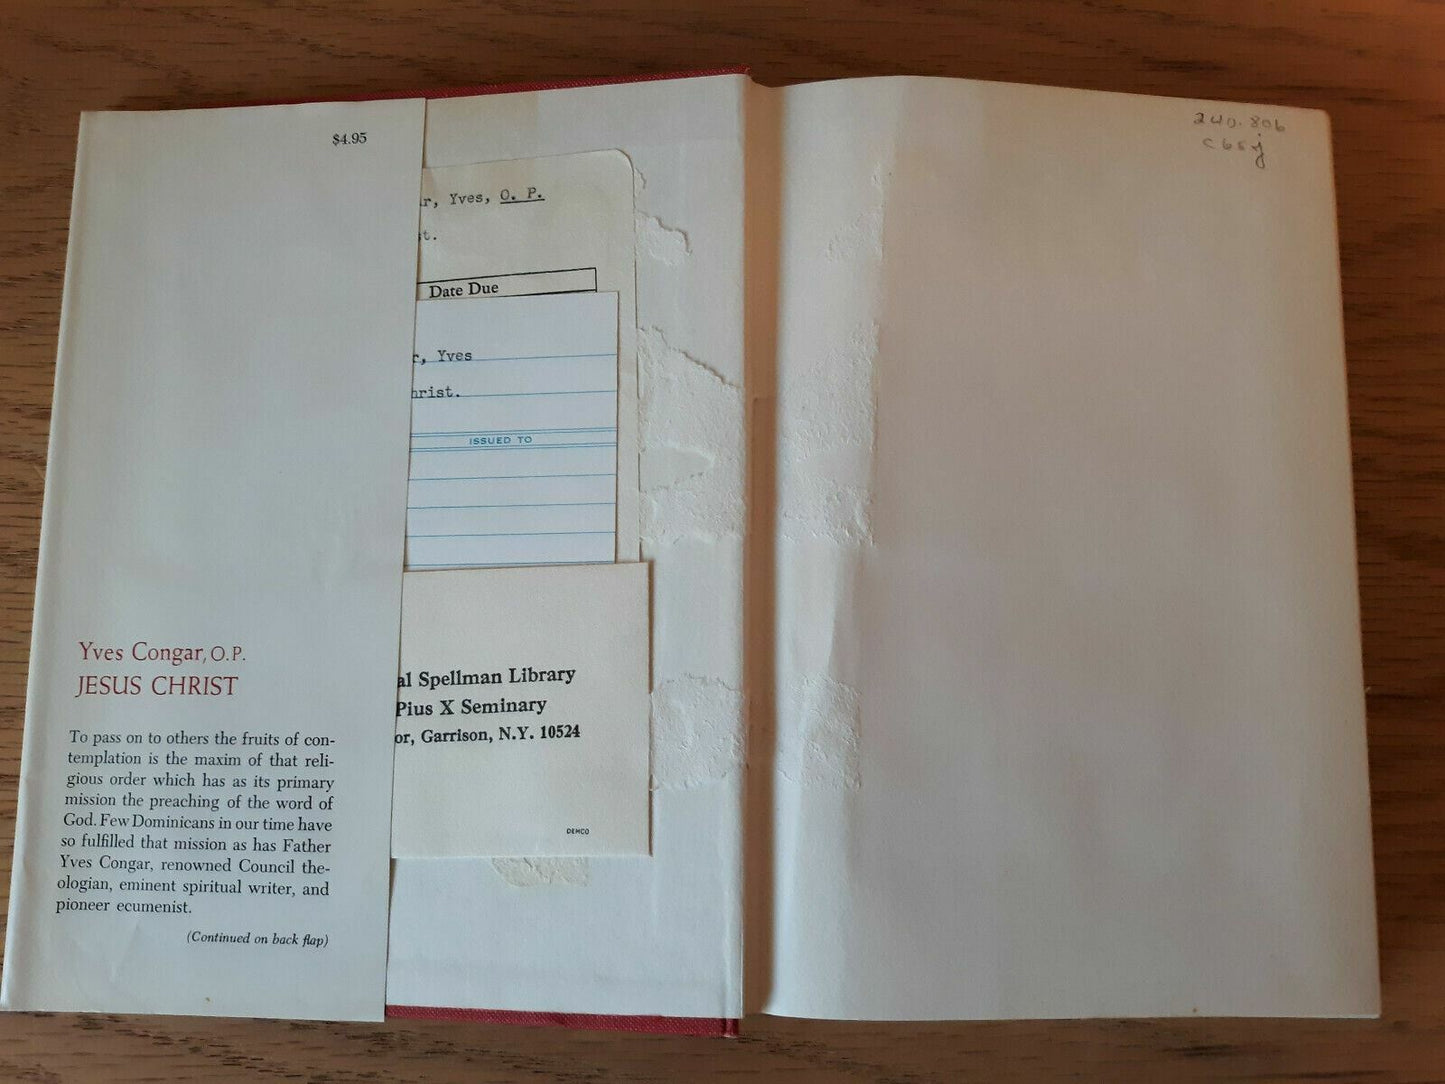 $4.95
Yves Congar, O.P.
JESUS CHRIST
To pass on to others the fruits of con-
templation is the maxim of that reli-
gious order which has as its primary
mission the preaching of the word of
God. Few Dominicans in our time have
so fulfilled that mission as has Father
Yves Congar, renowned Council the-
ologian, eminent spiritual writer, and
pioneer ecumenist.
(Continued on back flap)
r, Yves, O. P.
t.
Date Due
r, Yves
hrist.
ISSUED TO
al Spellman Library
Pius X Seminary
or, Garrison, N.Y. 10524
DEMCO
240.806